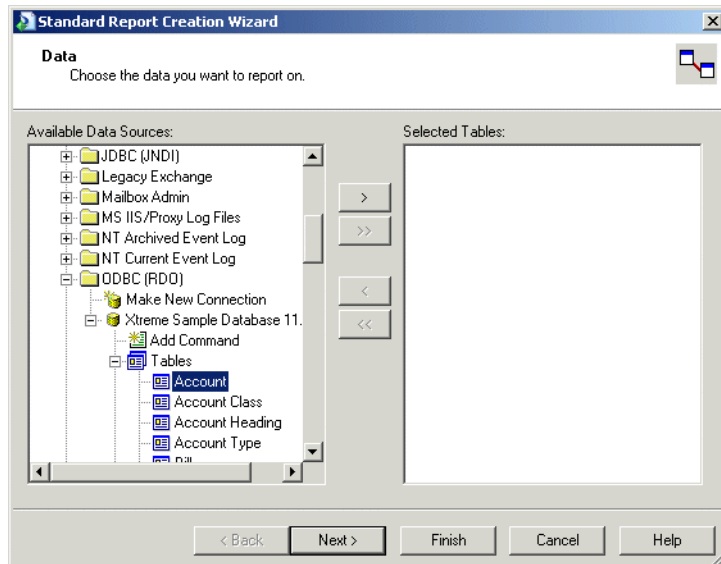 Standard Report Creation Wizard
Data
Choose the data you want to report on.
Available Data Sources:
Selected Tables:
JDBC (JNDI)
Legacy Exchange
Mailbox Admin
MS IIS/Proxy Log Files
NT Archived Event Log
NT Current Event Log
ODBC (RDO)
Make New Connection
Xtreme Sample Database 11.
Add Command
Tables
Account
Account Class
Account Heading
Account Type
>
>>
<
<<
< Back
Next >
Finish
Cancel
Help